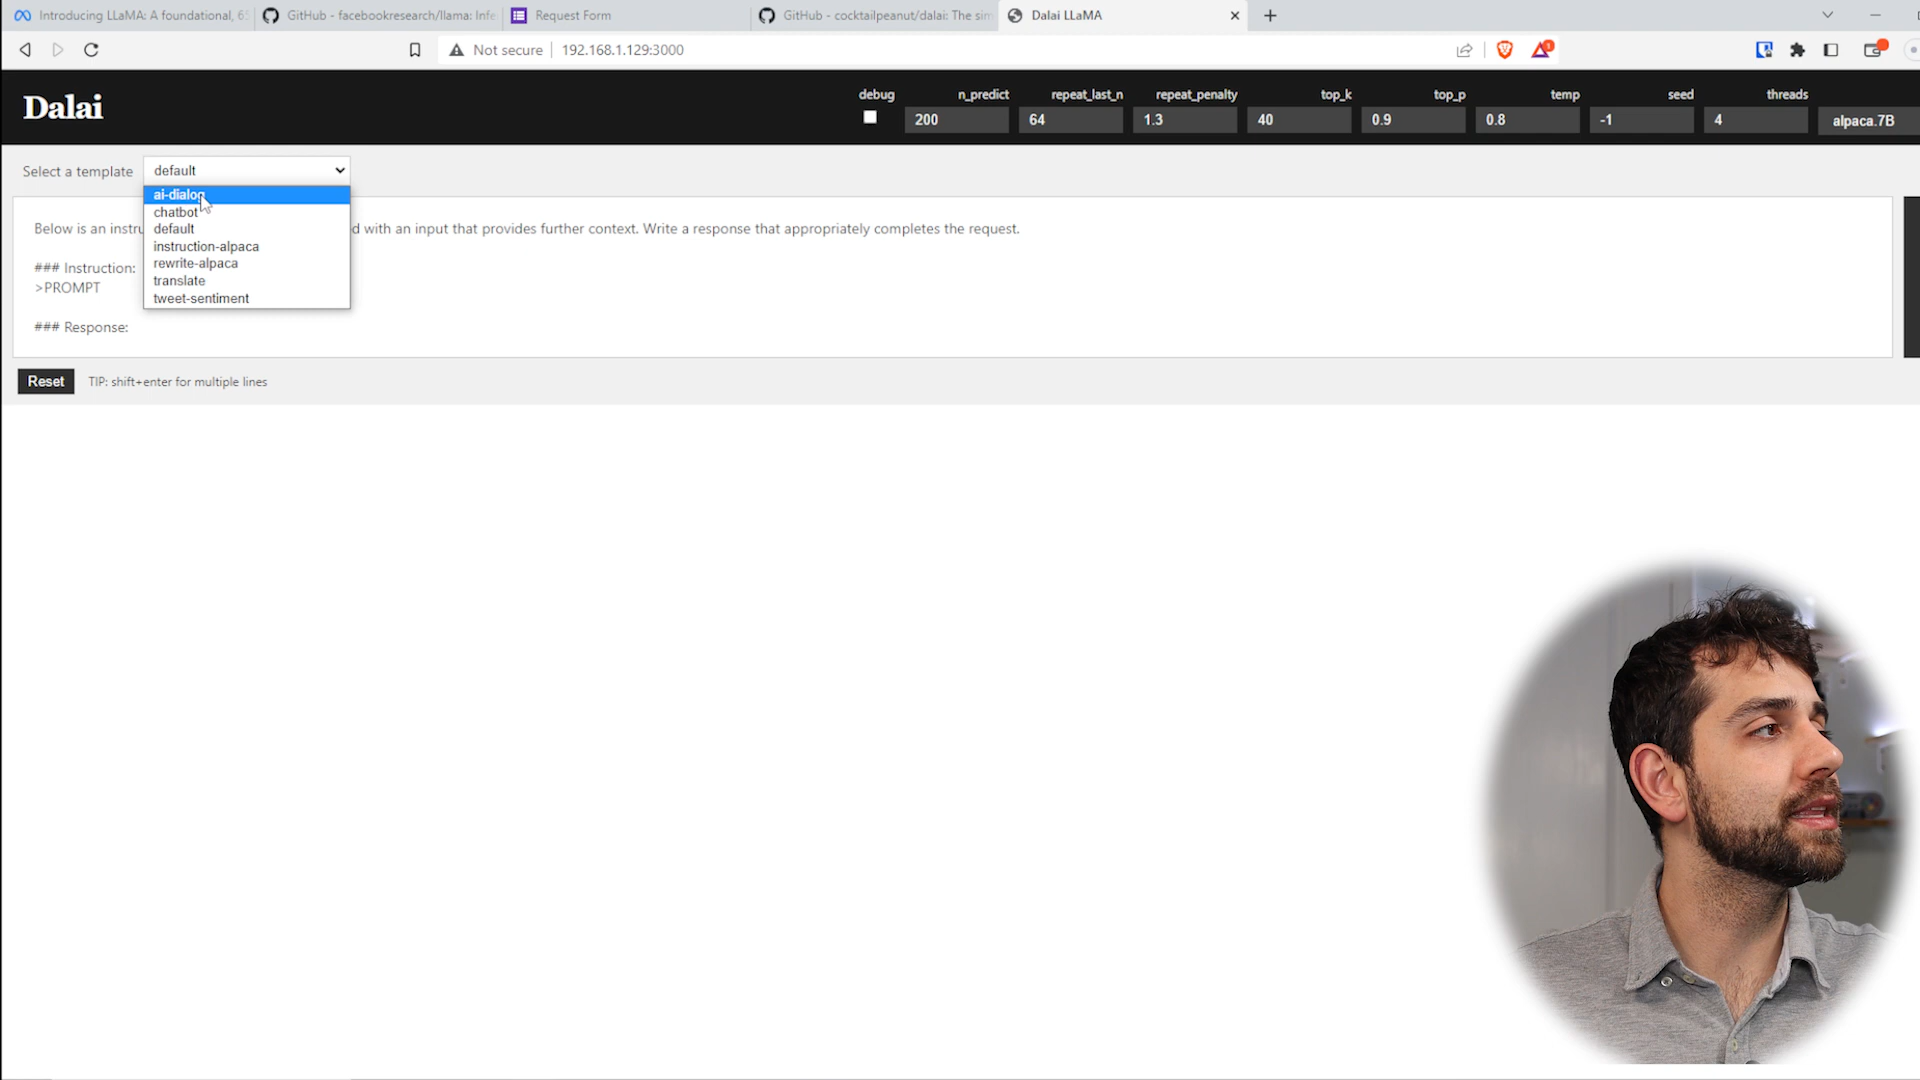 Introducing LLaMA: A foundational, 65
GitHub - facebookresearch/llama: Infe
Request Form
GitHub - cocktailpeanut/dalai: The sim
Dalai LLaMA
Not secure
192.168.1.129:3000
1
Dalai
debug
n_predict
repeat_last_n
repeat_penalty
top_k
top_p
temp
seed
threads
200
64
1.3
40
0.9
0.8
-1
4
alpaca.7B
Select a template
default
ai-dialog
chatbot
default
instruction-alpaca
rewrite-alpaca
translate
tweet-sentiment
Below is an instru d with an input that provides further context. Write a response that appropriately completes the request.
### Instruction:
>PROMPT
### Response:
Reset
TIP: shift+enter for multiple lines